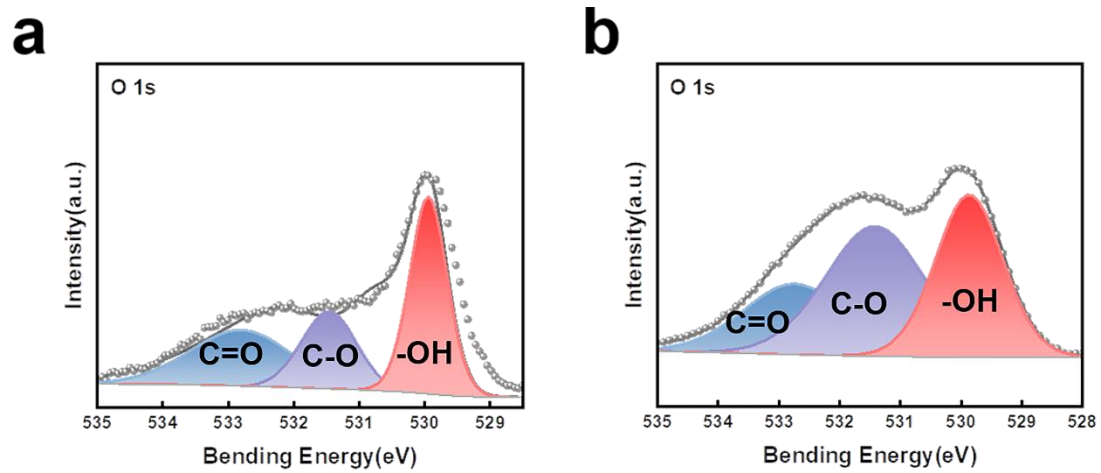 a
O 1s
Intensity(a.u.)
C=O
C-O
-OH
535 534 533 532 531 530 529
Bending Energy(eV)
b
O 1s
Intensity(a.u.)
C=O
C-O
-OH
535 534 533 532 531 530 529 528
Bending Energy(eV)